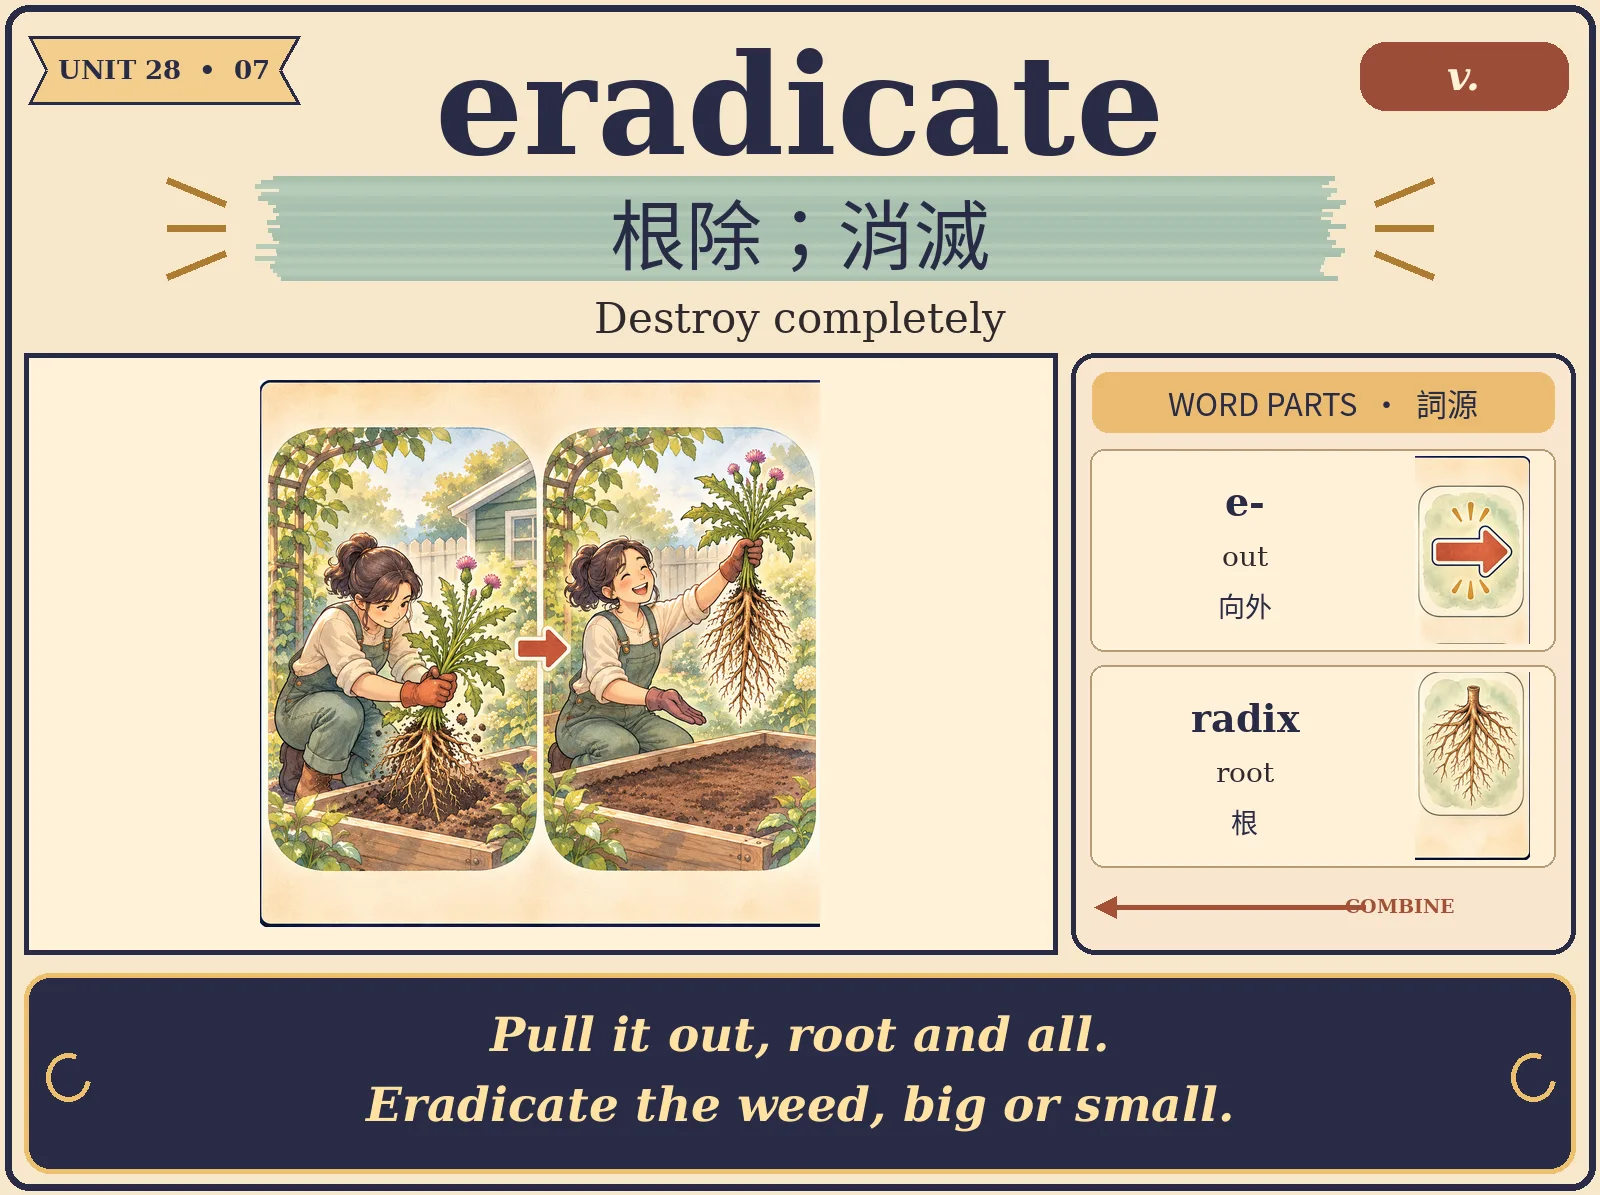 UNIT 28 • 07
eradicate
v.
根除；消滅
Destroy completely
WORD PARTS · 詞源
e-
out
向外
radix
root
根
COMBINE
Pull it out, root and all.
Eradicate the weed, big or small.